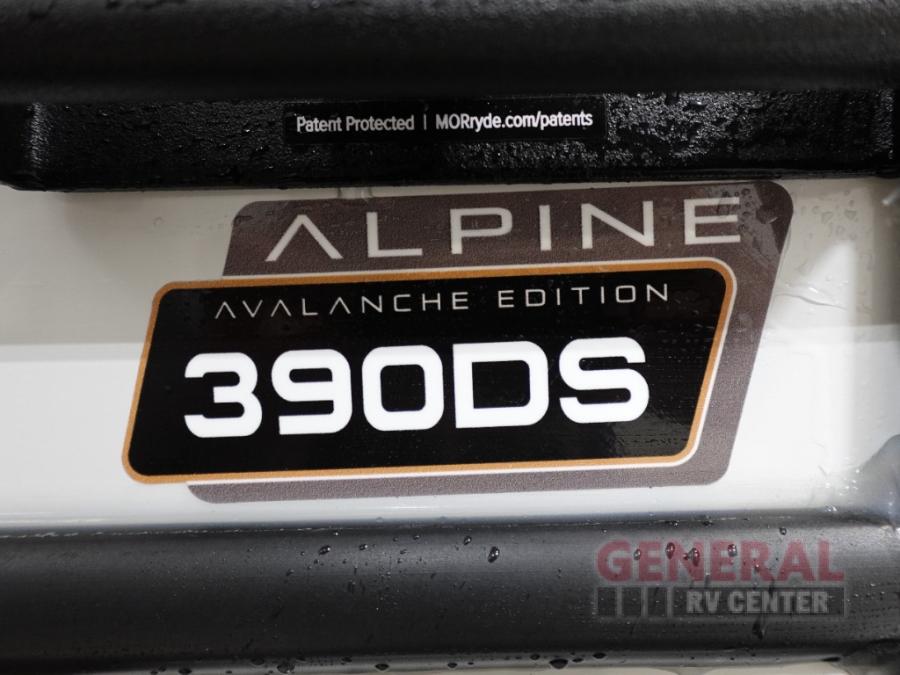 Patent Protected | MORryde.com/patents
ALPINE
AVALANCHE EDITION
390DS
GENERAL
RV CENTER